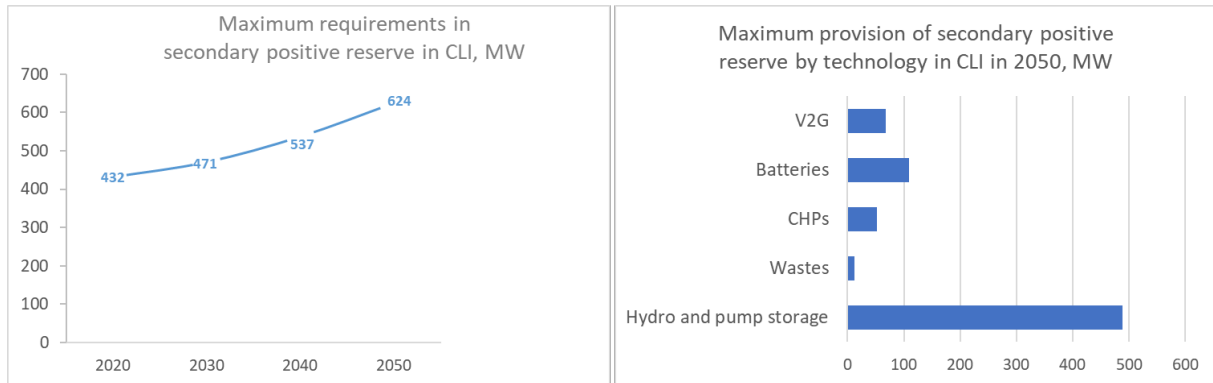 Maximum requirements in
secondary positive reserve in CLI, MW
700
600
500
400
300
200
100
0
432
471
537
624
2020 2030 2040 2050
Maximum provision of secondary positive
reserve by technology in CLI in 2050, MW
V2G
Batteries
CHPs
Wastes
Hydro and pump storage
0 100 200 300 400 500 600